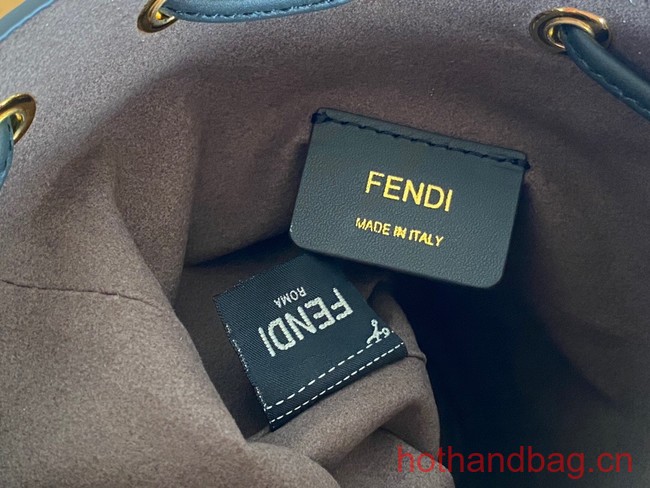 FENDI
MADE IN ITALY
FENDI
ROMA
hothandbag.cn